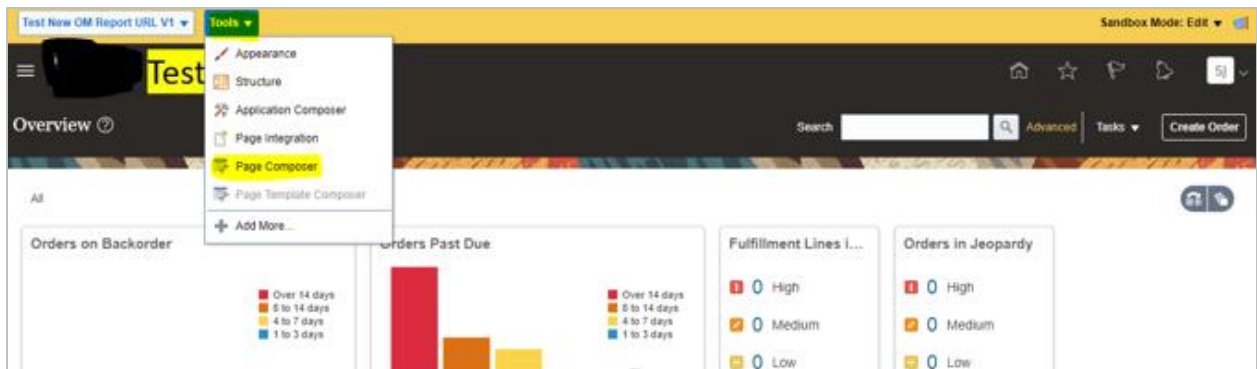 Test New OM Report URL V1
Tools
Sandbox Mode: Edit
Test
SJ
Appearance
Structure
Application Composer
Page Integration
Page Composer
Page Template Composer
Add More...
Overview
Search
Advanced
Tasks
Create Order
All
Orders on Backorder
Over 14 days
8 to 14 days
4 to 7 days
1 to 3 days
Orders Past Due
Over 14 days
8 to 14 days
4 to 7 days
1 to 3 days
Fulfillment Lines i...
0 High
0 Medium
0 Low
Orders in Jeopardy
0 High
0 Medium
0 Low